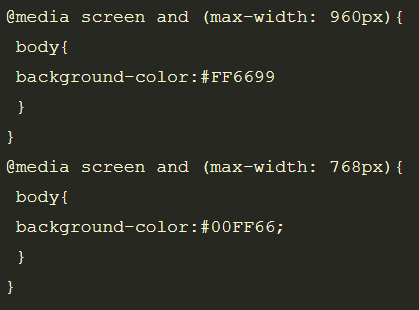 @media screen and (max-width: 960px){
body{
background-color:#FF6699
}
}
@media screen and (max-width: 768px){
body{
background-color:#00FF66;
}
}